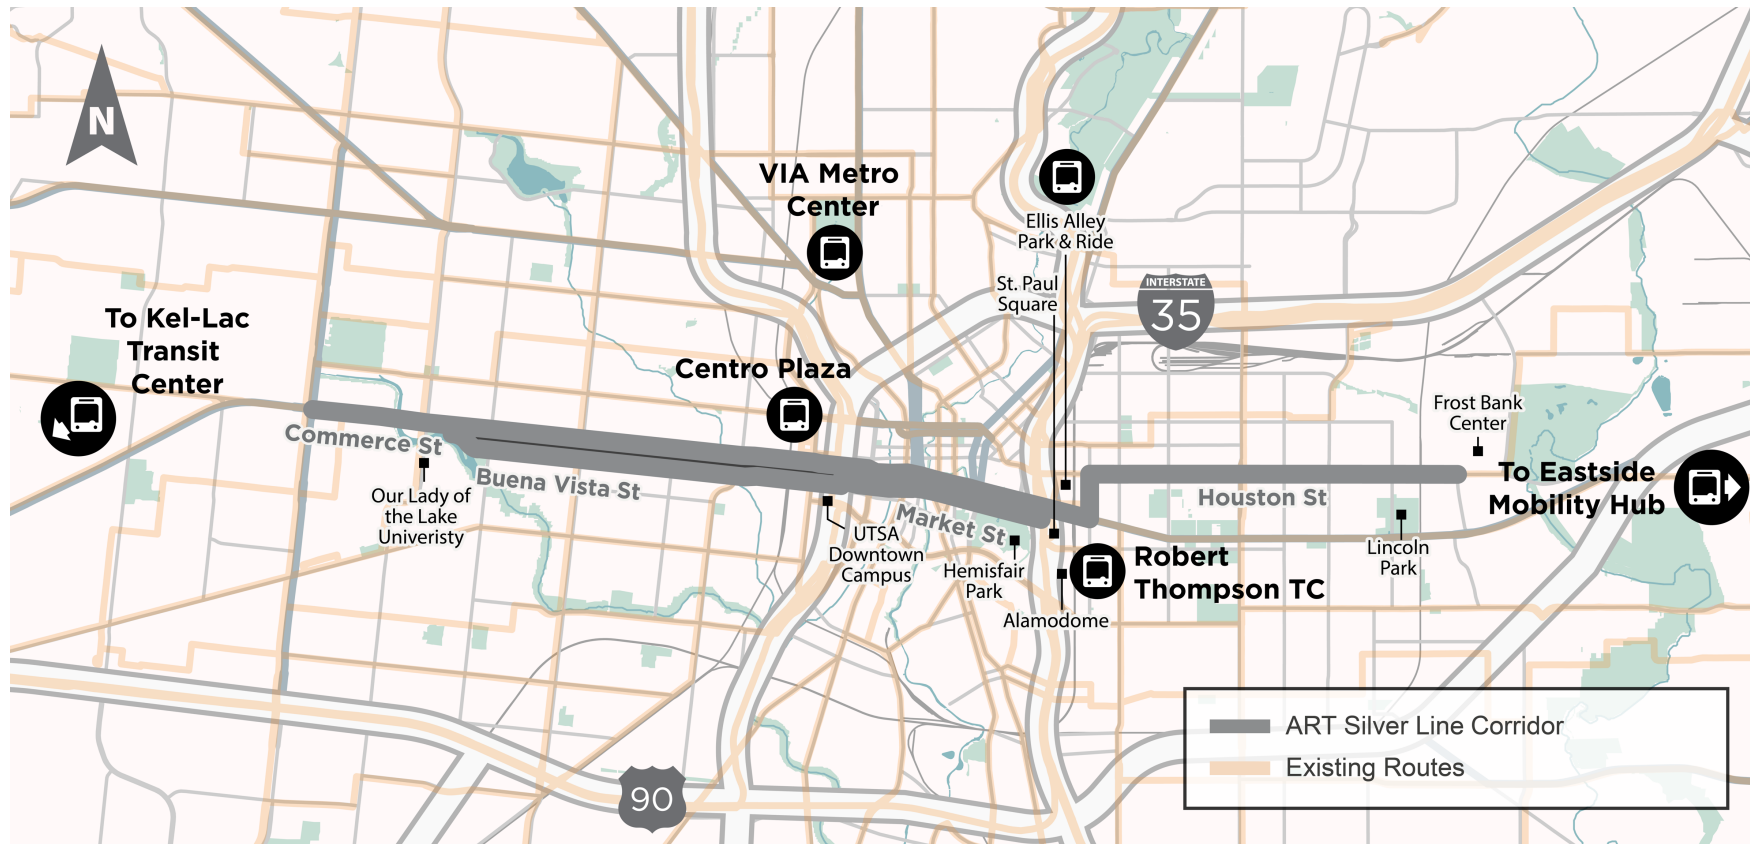 N
VIA Metro
Center
Ellis Alley
Park & Ride
St. Paul
Square
INTERSTATE
35
To Kel-Lac
Transit
Center
Centro Plaza
Frost Bank
Center
Commerce St
Buena Vista St
Our Lady of
the Lake
Univeristy
Market St
UTSA
Downtown
Campus
Hemisfair
Park
Houston St
To Eastside
Mobility Hub
Lincoln
Park
Robert
Thompson TC
Alamodome
90
ART Silver Line Corridor
Existing Routes